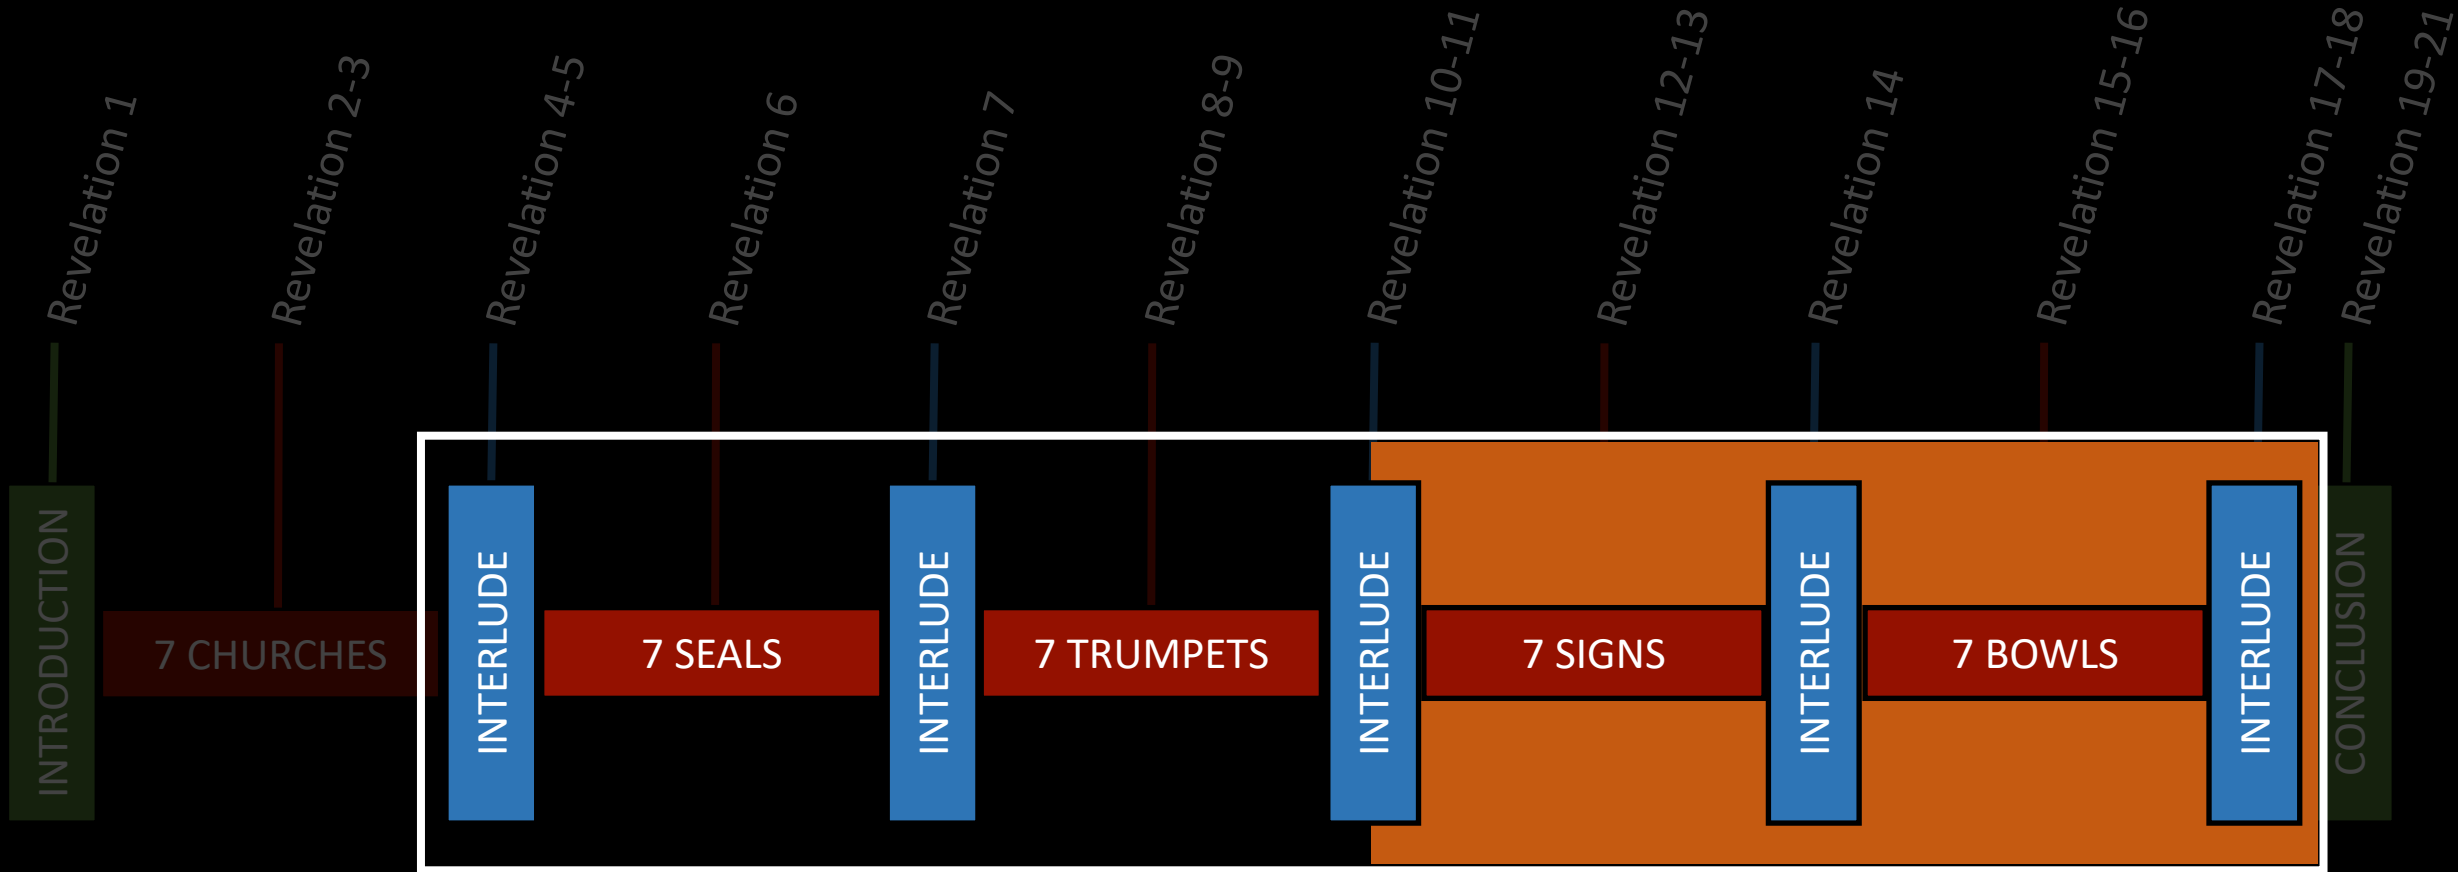 Revelation 1
Revelation 2-3
Revelation 4-5
Revelation 6
Revelation 7
Revelation 8-9
Revelation 10-11
Revelation 12-13
Revelation 14
Revelation 15-16
Revelation 17-18
Revelation 19-21
INTRODUCTION
7 CHURCHES
INTERLUDE
7 SEALS
INTERLUDE
7 TRUMPETS
INTERLUDE
7 SIGNS
INTERLUDE
7 BOWLS
INTERLUDE
CONCLUSION